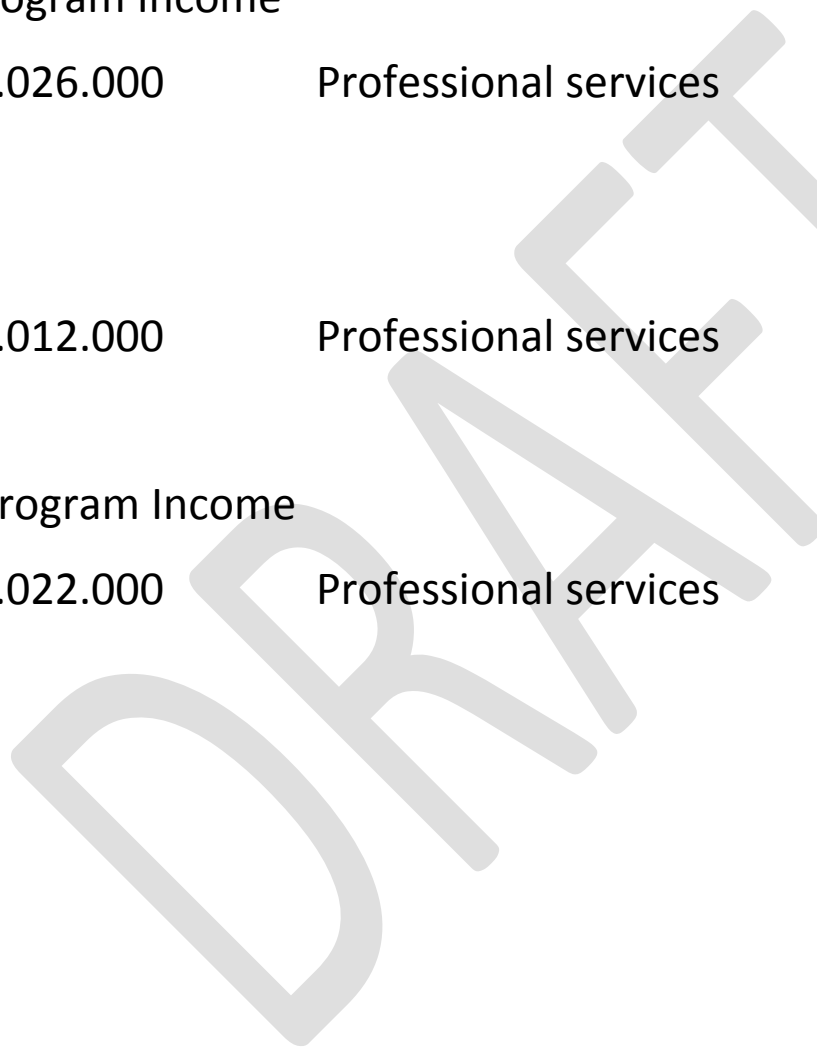 ogram Income
.026.000 Professional services
.012.000 Professional services
rogram Income
.022.000 Professional services
DRAFT